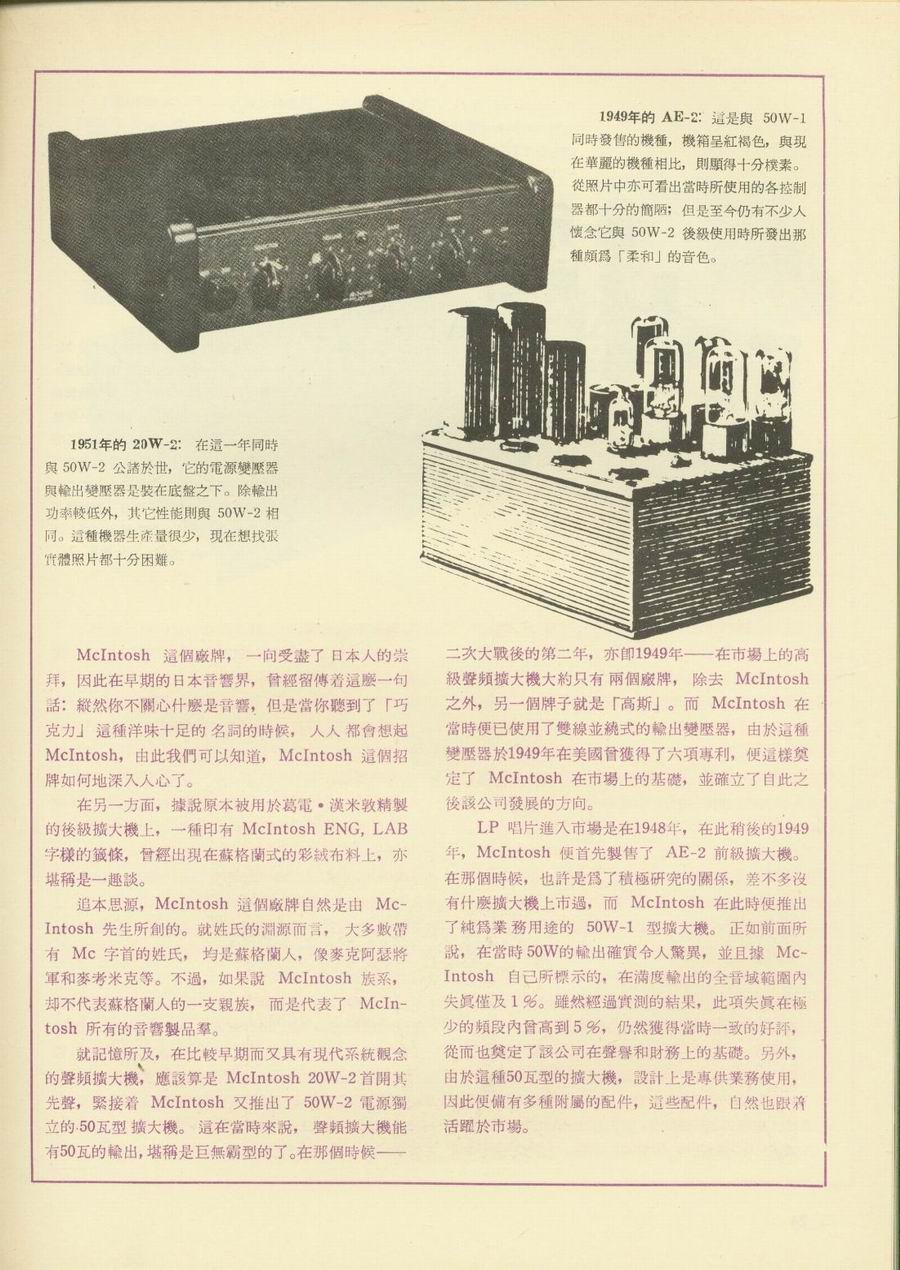 1949年的 AE-2：這是與 50W-1
同時發售的機種，機箱呈紅褐色，與現
在華麗的機種相比，則顯得十分樸素。
從照片中亦可看出當時所使用的各控制
器都十分的簡陋；但是至今仍有不少人
懷念它與 50W-2 後級使用時所發出那
種頗爲「柔和」的音色。
1951年的 20W-2：在這一年同時
與 50W-2 公諸於世，它的電源變壓器
與輸出變壓器是裝在底盤之下。除輸出
功率較低外，其它性能則與 50W-2 相
同。這種機器生產量很少，現在想找張
實體照片都十分困難。
McIntosh 這個廠牌，一向受盡了日本人的崇
拜，因此在早期的日本音響界，曾經留傳着這麼一句
話：縱然你不關心什麼是音響，但是當你聽到了「巧
克力」這種洋味十足的名詞的時候，人人都會想起
McIntosh，由此我們可以知道，McIntosh 這個招
牌如何地深入人心了。
在另一方面，據說原本被用於葛電・漢米敦精製
的後級擴大機上，一種印有 McIntosh ENG, LAB
字樣的籤條，曾經出現在蘇格蘭式的彩絨布料上，亦
堪稱是一趣談。
追本思源，McIntosh 這個廠牌自然是由 Mc-
Intosh 先生所創的。就姓氏的淵源而言，大多數帶
有 Mc 字首的姓氏，均是蘇格蘭人，像麥克阿瑟將
軍和麥考米克等。不過，如果說 McIntosh 族系，
却不代表蘇格蘭人的一支親族，而是代表了 McIn-
tosh 所有的音響製品羣。
就記憶所及，在比較早期而又具有現代系統觀念
的聲頻擴大機，應該算是 McIntosh 20W-2 首開其
先聲，緊接着 McIntosh 又推出了 50W-2 電源獨
立的50瓦型擴大機。這在當時來說，聲頻擴大機能
有50瓦的輸出，堪稱是巨無霸型的了。在那個時候——
二次大戰後的第二年，亦卽1949年——在市場上的高
級聲頻擴大機大約只有兩個廠牌，除去 McIntosh
之外，另一個牌子就是「高斯」。而 McIntosh 在
當時便已使用了雙線並繞式的輸出變壓器，由於這種
變壓器於1949年在美國曾獲得了六項專利，便這樣奠
定了 McIntosh 在市場上的基礎，並確立了自此之
後該公司發展的方向。
LP 唱片進入市場是在1948年，在此稍後的1949
年，McIntosh 便首先製售了 AE-2 前級擴大機。
在那個時候，也許是爲了積極研究的關係，差不多沒
有什麼擴大機上市過，而 McIntosh 在此時便推出
了純爲業務用途的 50W-1 型擴大機。正如前面所
說，在當時50W的輸出確實令人驚異，並且據 Mc-
Intosh 自己所標示的，在滿度輸出的全音域範圍內
失眞僅及1％。雖然經過實測的結果，此項失眞在極
少的頻段內曾高到5％，仍然獲得當時一致的好評，
從而也奠定了該公司在聲譽和財務上的基礎。另外，
由於這種50瓦型的擴大機，設計上是專供業務使用，
因此便備有多種附屬的配件，這些配件，自然也跟着
活躍於市場。